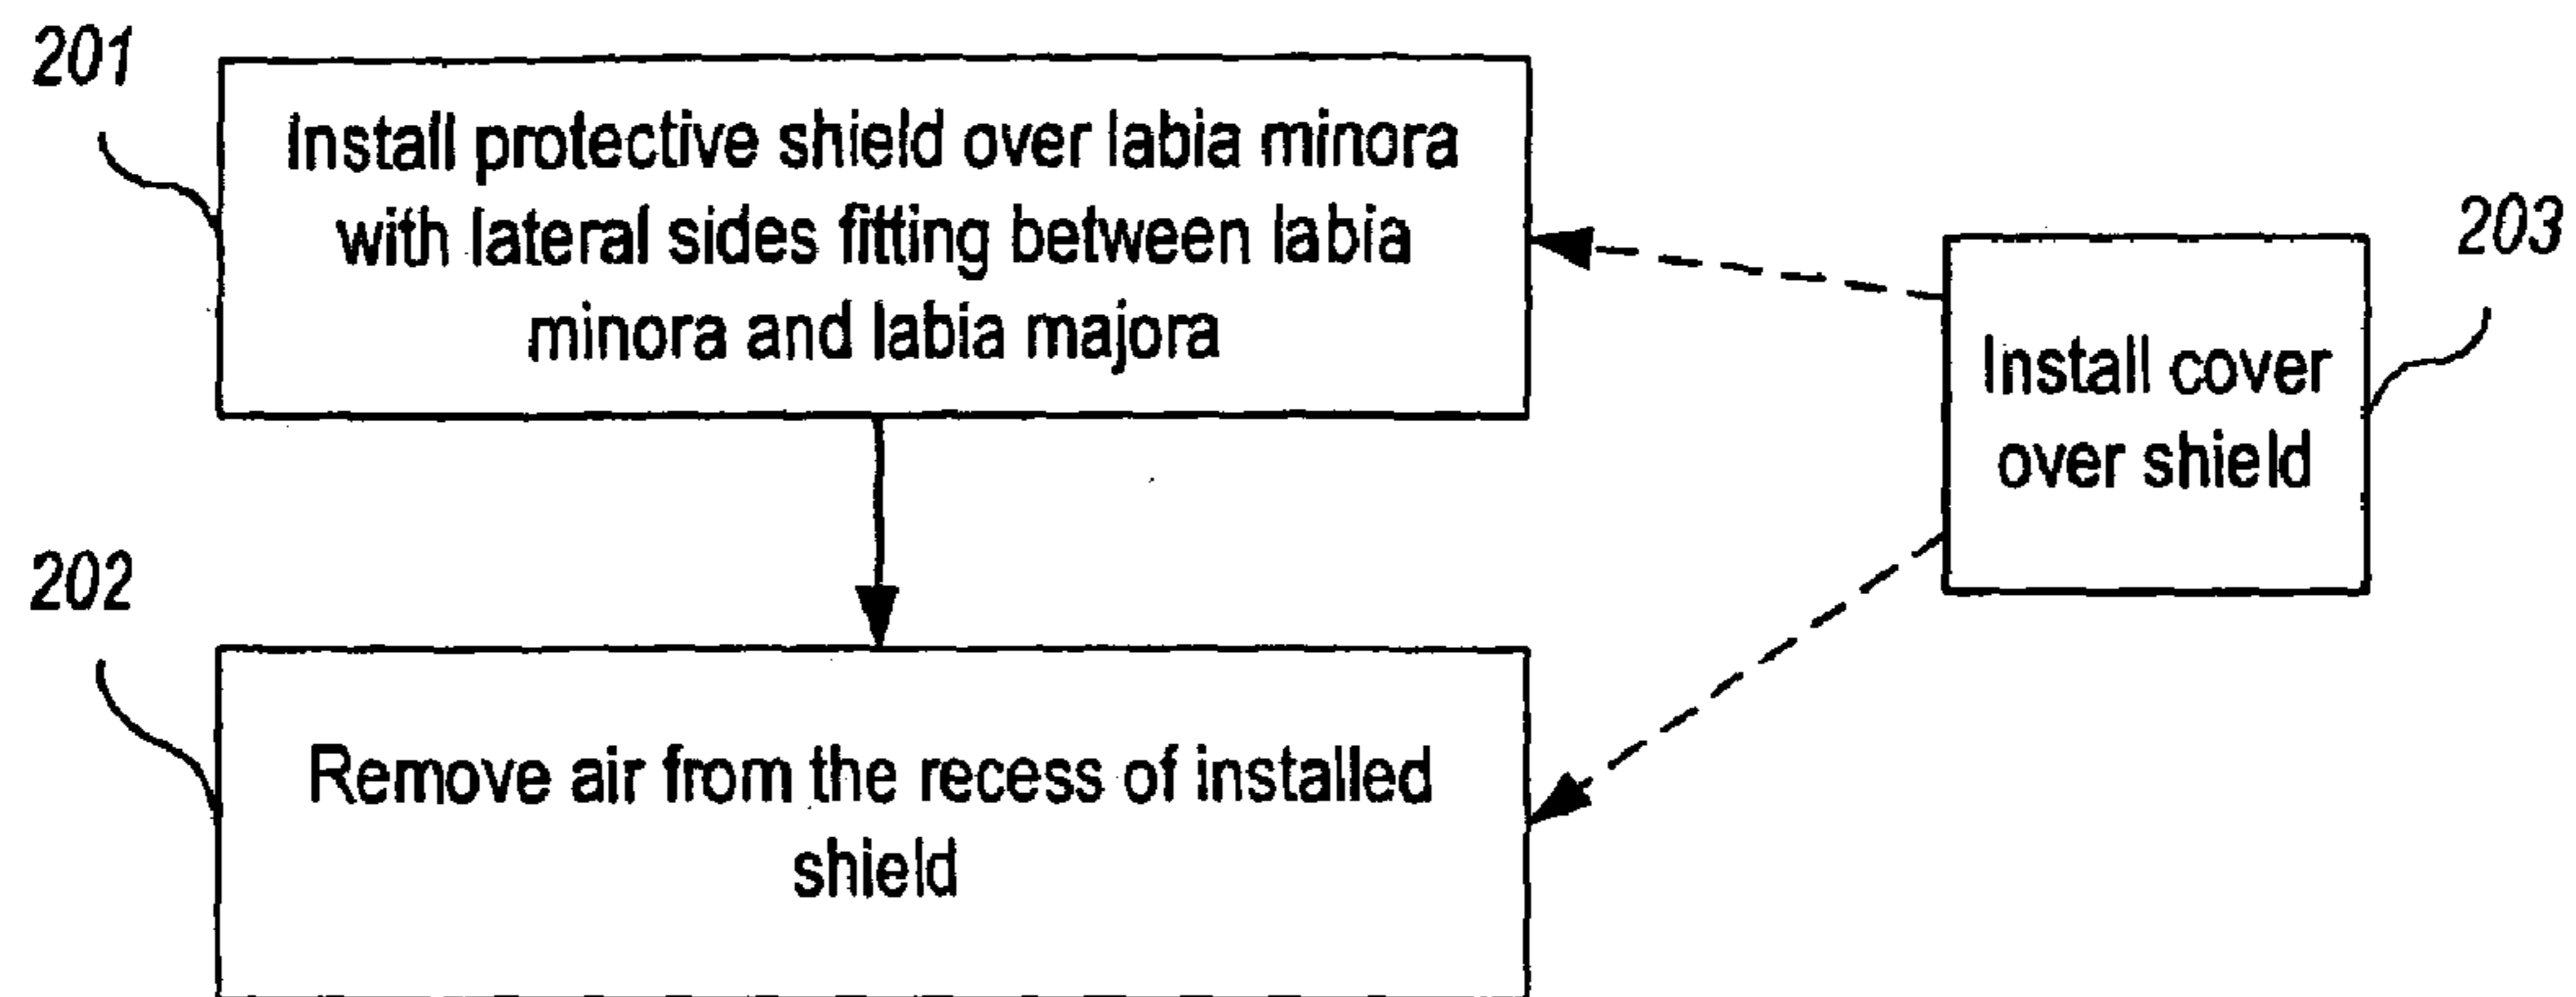 201
Install protective shield over labia minora
with lateral sides fitting between labia
minora and labia majora
203
Install cover
over shield
202
Remove air from the recess of installed
shield